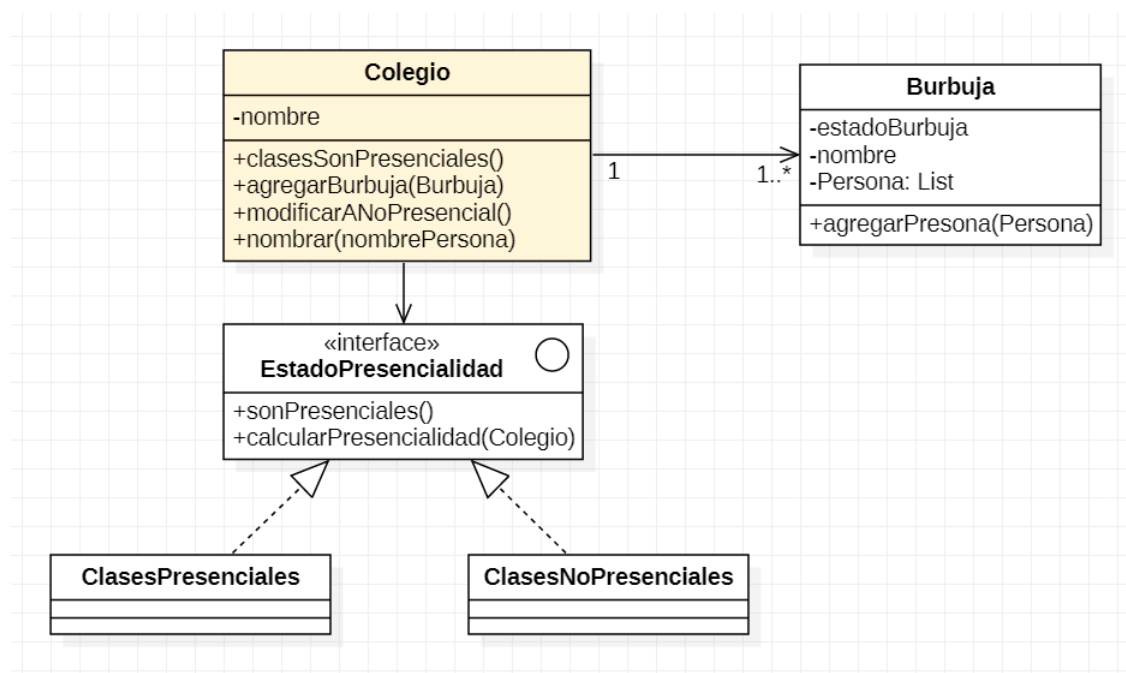 Colegio
-nombre
+clasesSonPresenciales()
+agregarBurbuja(Burbuja)
+modificarANoPresencial()
+nombrar(nombrePersona)
1
1..*
Burbuja
-estadoBurbuja
-nombre
-Persona: List
+agregarPresona(Persona)
«interface»
EstadoPresencialidad
+sonPresenciales()
+calcularPresencialidad(Colegio)
ClasesPresenciales
ClasesNoPresenciales